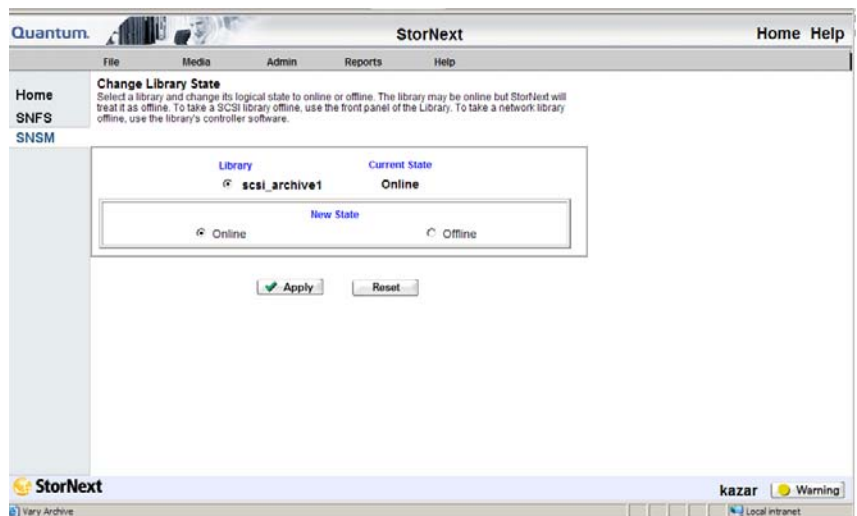 Quantum. StorNext Home Help
File Media Admin Reports Help
Home
SNFS
SNSM
Change Library State
Select a library and change its logical state to online or offline. The library may be online but StorNext will
treat it as offline. To take a SCSI library offline, use the front panel of the Library. To take a network library
offline, use the library's controller software.
Library Current State
scsi_archive1 Online
New State
Online Offline
Apply Reset
StorNext kazar Warning
Vary Archive Local intranet